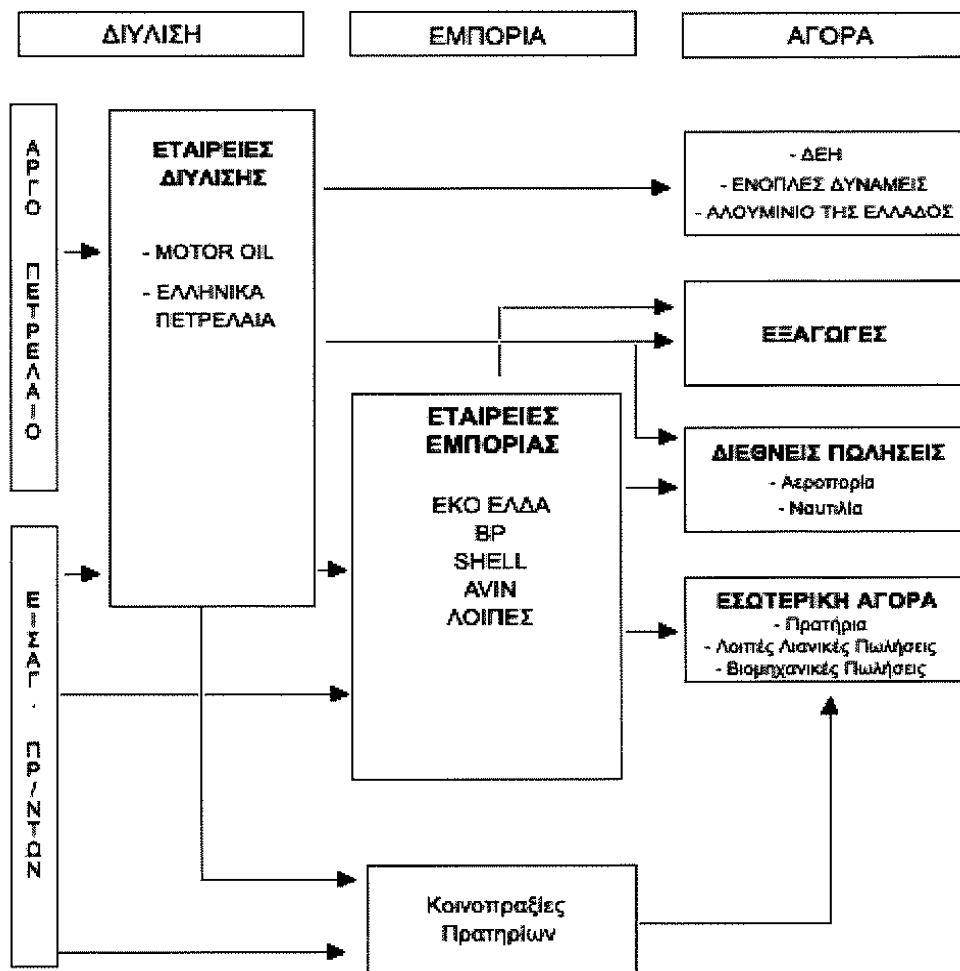 ΔΙΥΛΙΣΗ
ΕΜΠΟΡΙΑ
ΑΓΟΡΑ
ΑΡΓΟ ΠΕΤΡΕΛΑΙΟ
ΕΤΑΙΡΕΙΕΣ
ΔΙΥΛΙΣΗΣ
- MOTOR OIL
- ΕΛΛΗΝΙΚΑ
ΠΕΤΡΕΛΑΙΑ
- ΔΕΗ
- ΕΝΟΠΛΕΣ ΔΥΝΑΜΕΙΣ
- ΑΛΟΥΜΙΝΙΟ ΤΗΣ ΕΛΛΑΔΟΣ
ΕΞΑΓΩΓΕΣ
ΕΤΑΙΡΕΙΕΣ
ΕΜΠΟΡΙΑΣ
ΕΚΟ ΕΛΔΑ
BP
SHELL
AVIN
ΛΟΙΠΕΣ
ΔΙΕΘΝΕΙΣ ΠΩΛΗΣΕΙΣ
- Αεροπορία
- Ναυτιλία
ΕΙΣΑΓ. ΠΡ/ΝΤΩΝ
ΕΣΩΤΕΡΙΚΗ ΑΓΟΡΑ
- Πρατήρια
- Λοιπές Λιανικές Πωλήσεις
- Βιομηχανικές Πωλήσεις
Κοινοπραξίες
Πρατηρίων